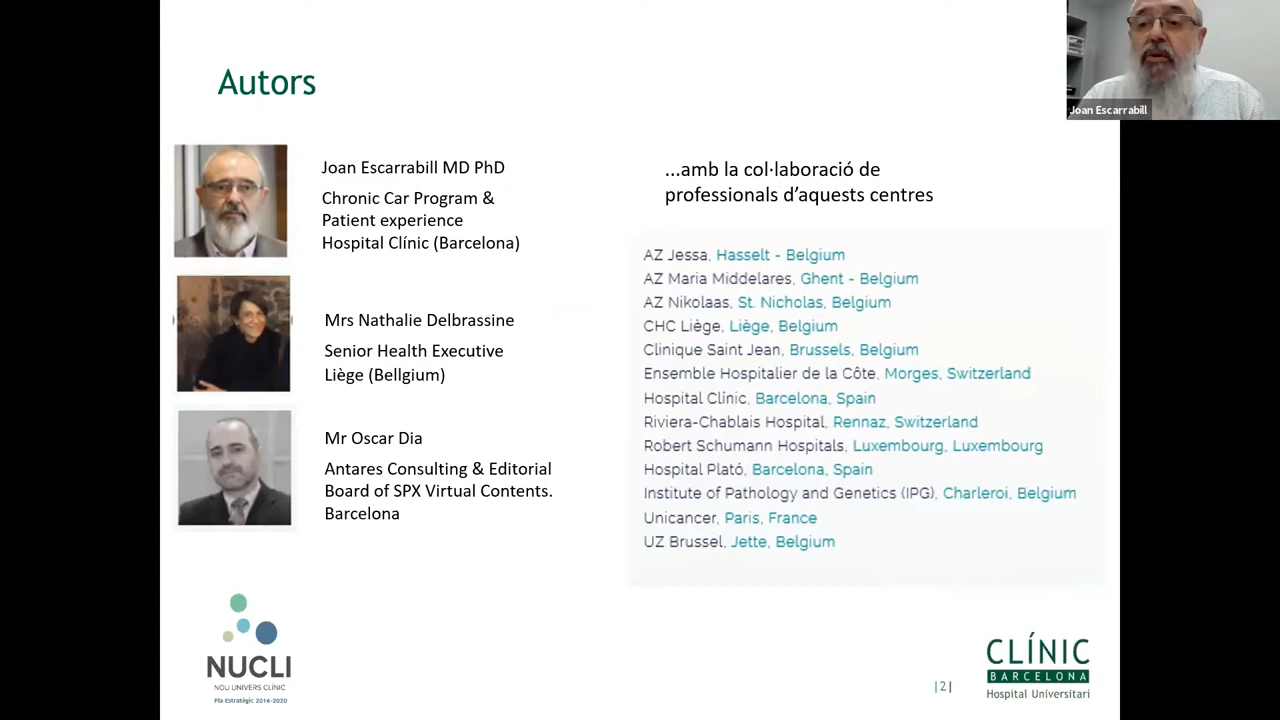 Autors
Joan Escarrabill
Joan Escarrabill MD PhD
Chronic Car Program &
Patient experience
Hospital Clínic (Barcelona)
Mrs Nathalie Delbrassine
Senior Health Executive
Liège (Bellgium)
Mr Oscar Dia
Antares Consulting & Editorial
Board of SPX Virtual Contents.
Barcelona
...amb la col·laboració de
professionals d’aquests centres
AZ Jessa, Hasselt - Belgium
AZ Maria Middelares, Ghent - Belgium
AZ Nikolaas, St. Nicholas, Belgium
CHC Liège, Liège, Belgium
Clinique Saint Jean, Brussels, Belgium
Ensemble Hospitalier de la Côte, Morges, Switzerland
Hospital Clínic, Barcelona, Spain
Riviera-Chablais Hospital, Rennaz, Switzerland
Robert Schumann Hospitals, Luxembourg, Luxembourg
Hospital Plató, Barcelona, Spain
Institute of Pathology and Genetics (IPG), Charleroi, Belgium
Unicancer, Paris, France
UZ Brussel, Jette, Belgium
NUCLI
NOU UNIVERS CLÍNIC
Pla Estratègic 2016-2020
|2|
CLÍNIC
BARCELONA
Hospital Universitari